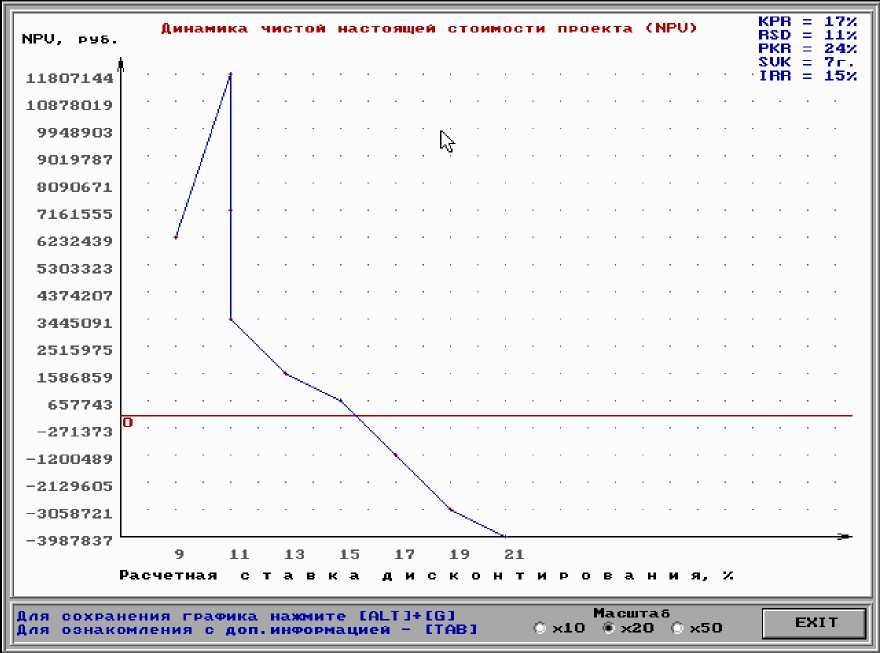 Динамика чистой настоящей стоимости проекта (NPV)
KPR = 17%
RSD = 11%
PKR = 24%
SVK = 7г.
IRR = 15%
NPV, руб.
11807144
10878019
9948903
9019787
8090671
7161555
6232439
5303323
4374207
3445091
2515975
1586859
657743
0
-271373
-1200489
-2129605
-3058721
-3987837
9 11 13 15 17 19 21
Расчетная ставка дисконтирования, %
Для сохранения графика нажмите [ALT]+[G]
Для ознакомления с доп.информацией - [TAB]
Масштаб
x10 x20 x50
EXIT